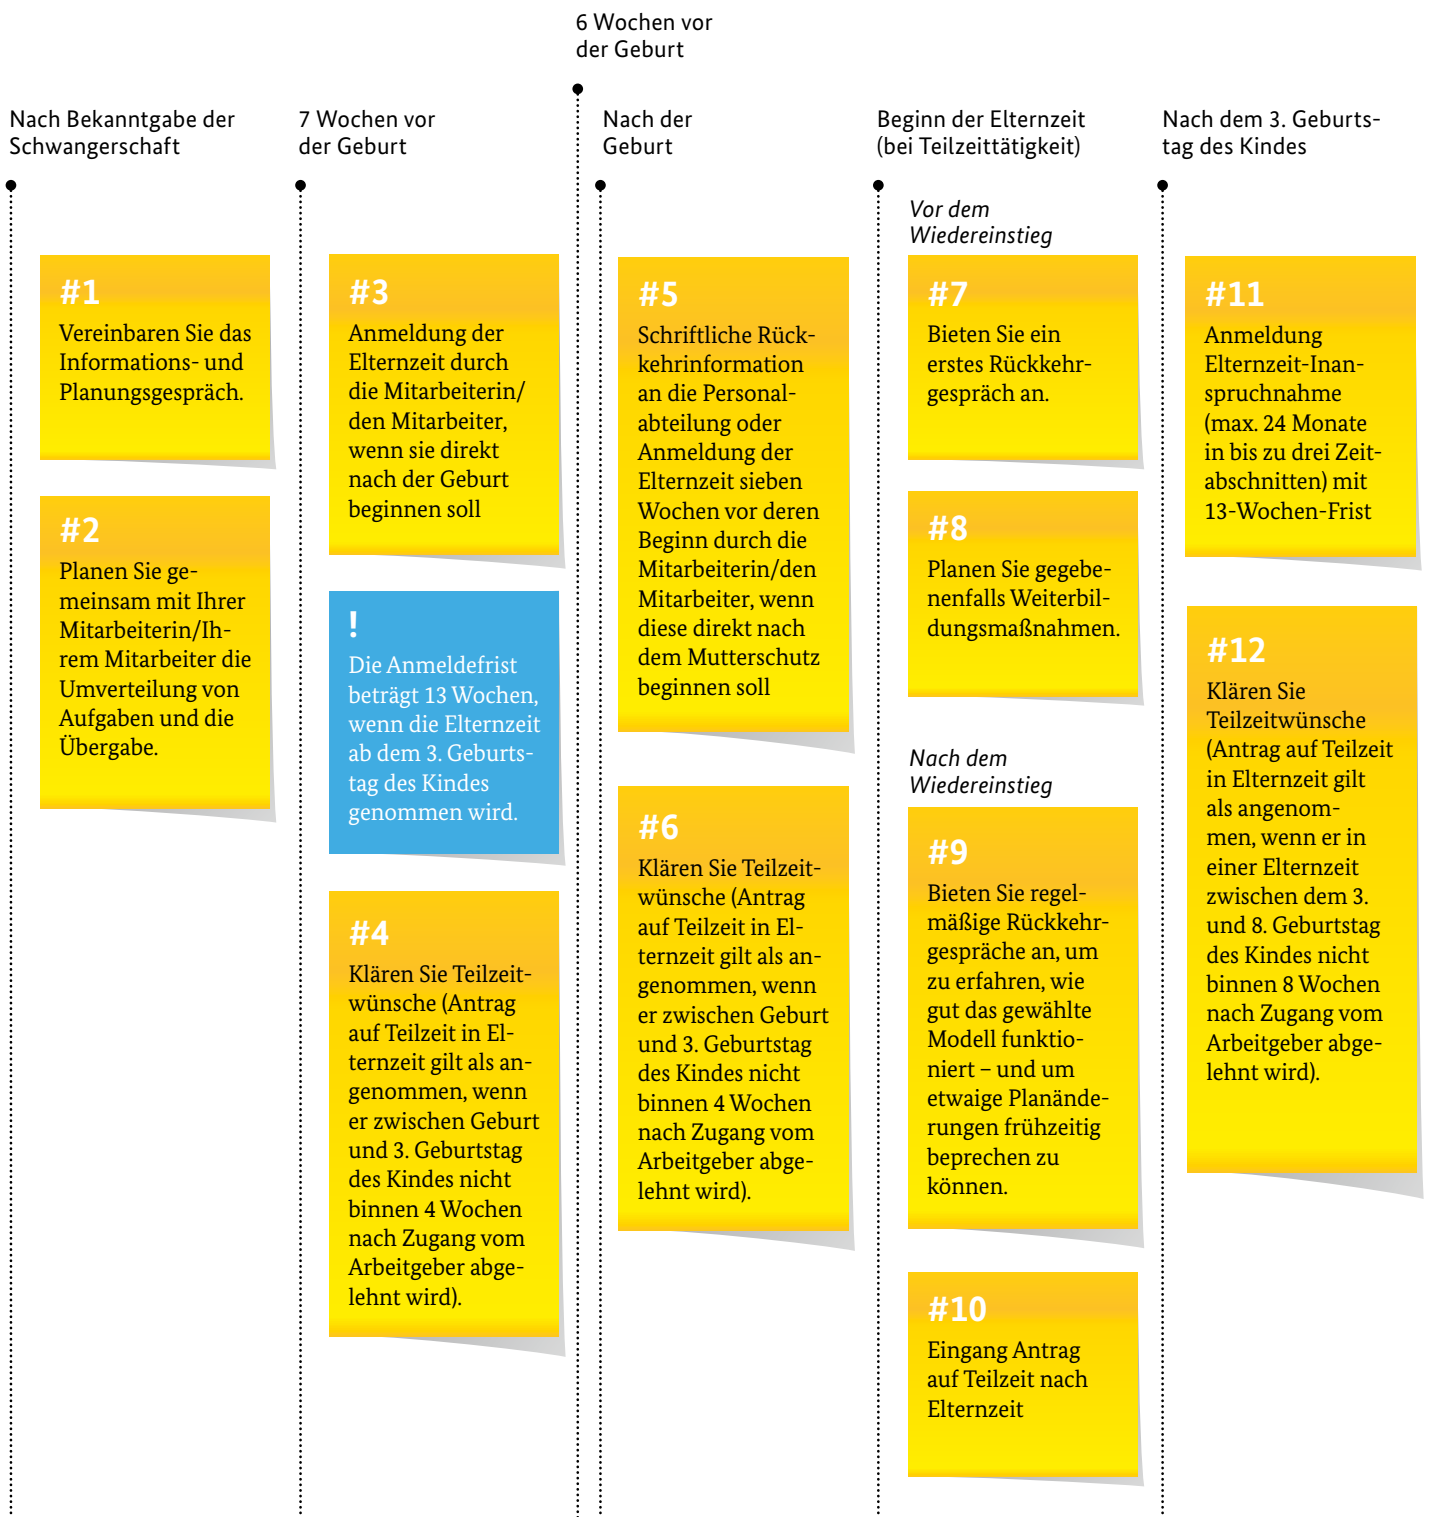 6 Wochen vor
der Geburt
Nach Bekanntgabe der
Schwangerschaft
#1
Vereinbaren Sie das
Informations- und
Planungsgespräch.
#2
Planen Sie ge-
meinsam mit Ihrer
Mitarbeiterin/Ih-
rem Mitarbeiter die
Umverteilung von
Aufgaben und die
Übergabe.
7 Wochen vor
der Geburt
#3
Anmeldung der
Elternzeit durch
die Mitarbeiterin/
den Mitarbeiter,
wenn sie direkt
nach der Geburt
beginnen soll
!
Die Anmeldefrist
beträgt 13 Wochen,
wenn die Elternzeit
ab dem 3. Geburts-
tag des Kindes
genommen wird.
#4
Klären Sie Teilzeit-
wünsche (Antrag
auf Teilzeit in El-
ternzeit gilt als an-
genommen, wenn
er zwischen Geburt
und 3. Geburtstag
des Kindes nicht
binnen 4 Wochen
nach Zugang vom
Arbeitgeber abge-
lehnt wird).
Nach der
Geburt
#5
Schriftliche Rück-
kehrinformation
an die Personal-
abteilung oder
Anmeldung der
Elternzeit sieben
Wochen vor deren
Beginn durch die
Mitarbeiterin/den
Mitarbeiter, wenn
diese direkt nach
dem Mutterschutz
beginnen soll
#6
Klären Sie Teilzeit-
wünsche (Antrag
auf Teilzeit in El-
ternzeit gilt als an-
genommen, wenn
er zwischen Geburt
und 3. Geburtstag
des Kindes nicht
binnen 4 Wochen
nach Zugang vom
Arbeitgeber abge-
lehnt wird).
Beginn der Elternzeit
(bei Teilzeittätigkeit)
Vor dem
Wiedereinstieg
#7
Bieten Sie ein
erstes Rückkehr-
gespräch an.
#8
Planen Sie gegebe-
nenfalls Weiterbil-
dungsmaßnahmen.
Nach dem
Wiedereinstieg
#9
Bieten Sie regel-
mäßige Rückkehr-
gespräche an, um
zu erfahren, wie
gut das gewählte
Modell funktio-
niert – und um
etwaige Planände-
rungen frühzeitig
beprechen zu
können.
#10
Eingang Antrag
auf Teilzeit nach
Elternzeit
Nach dem 3. Geburts-
tag des Kindes
#11
Anmeldung
Elternzeit-Inan-
spruchnahme
(max. 24 Monate
in bis zu drei Zeit-
abschnitten) mit
13-Wochen-Frist
#12
Klären Sie
Teilzeitwünsche
(Antrag auf Teilzeit
in Elternzeit gilt
als angenom-
men, wenn er in
einer Elternzeit
zwischen dem 3.
und 8. Geburtstag
des Kindes nicht
binnen 8 Wochen
nach Zugang vom
Arbeitgeber abge-
lehnt wird).